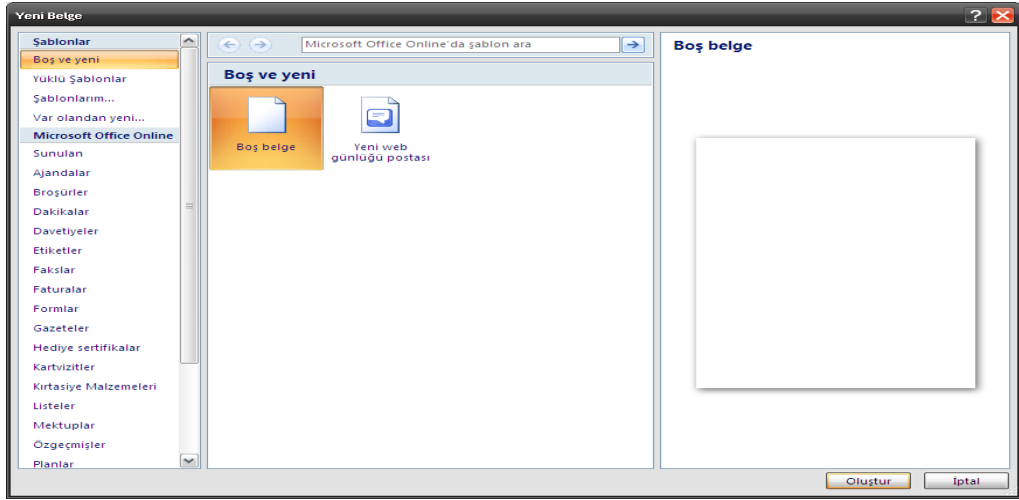 Yeni Belge
Şablonlar
Boş ve yeni
Yüklü Şablonlar
Şablonlarım...
Var olandan yeni...
Microsoft Office Online
Sunulan
Ajandalar
Broşürler
Dakikalar
Davetiyeler
Etiketler
Fakslar
Faturalar
Formlar
Gazeteler
Hediye sertifikalar
Kartvizitler
Kırtasiye Malzemeleri
Listeler
Mektuplar
Özgeçmişler
Planlar
Microsoft Office Online'da şablon ara
Boş ve yeni
Boş belge
Yeni web
günlüğü postası
Boş belge
Oluştur
İptal